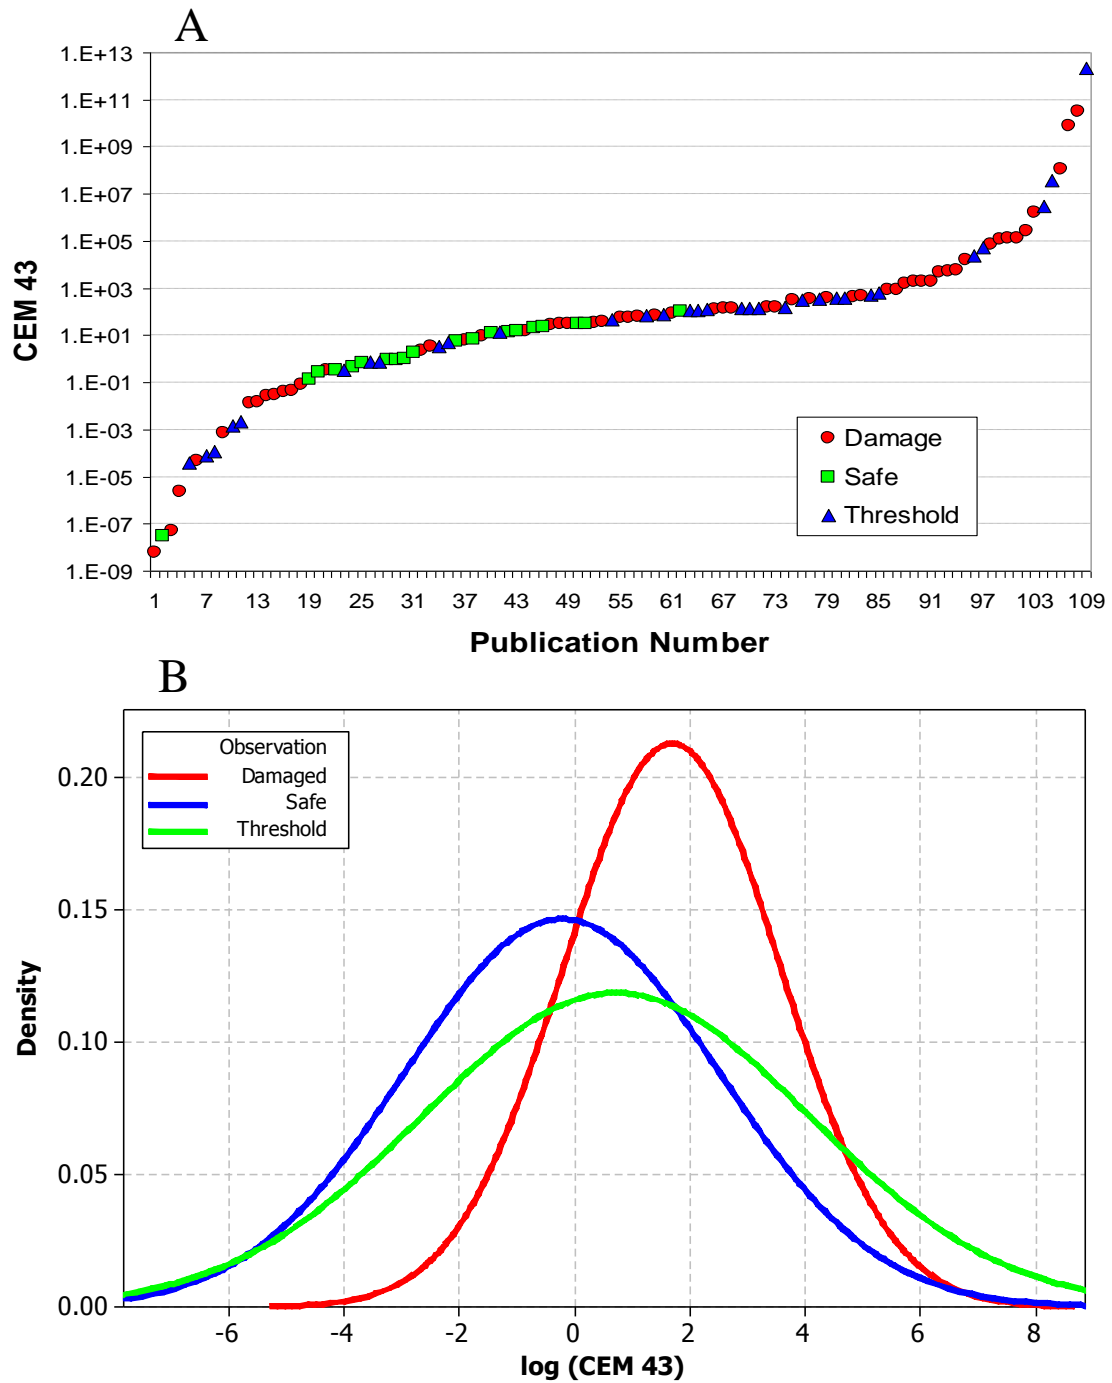 A
1.E+13
1.E+11
1.E+09
1.E+07
1.E+05
1.E+03
1.E+01
1.E-01
1.E-03
1.E-05
1.E-07
1.E-09
CEM 43
Damage
Safe
Threshold
1 7 13 19 25 31 37 43 49 55 61 67 73 79 85 91 97 103 109
Publication Number
B
Observation
Damaged
Safe
Threshold
0.20
0.15
0.10
0.05
0.00
Density
-6 -4 -2 0 2 4 6 8
log (CEM 43)